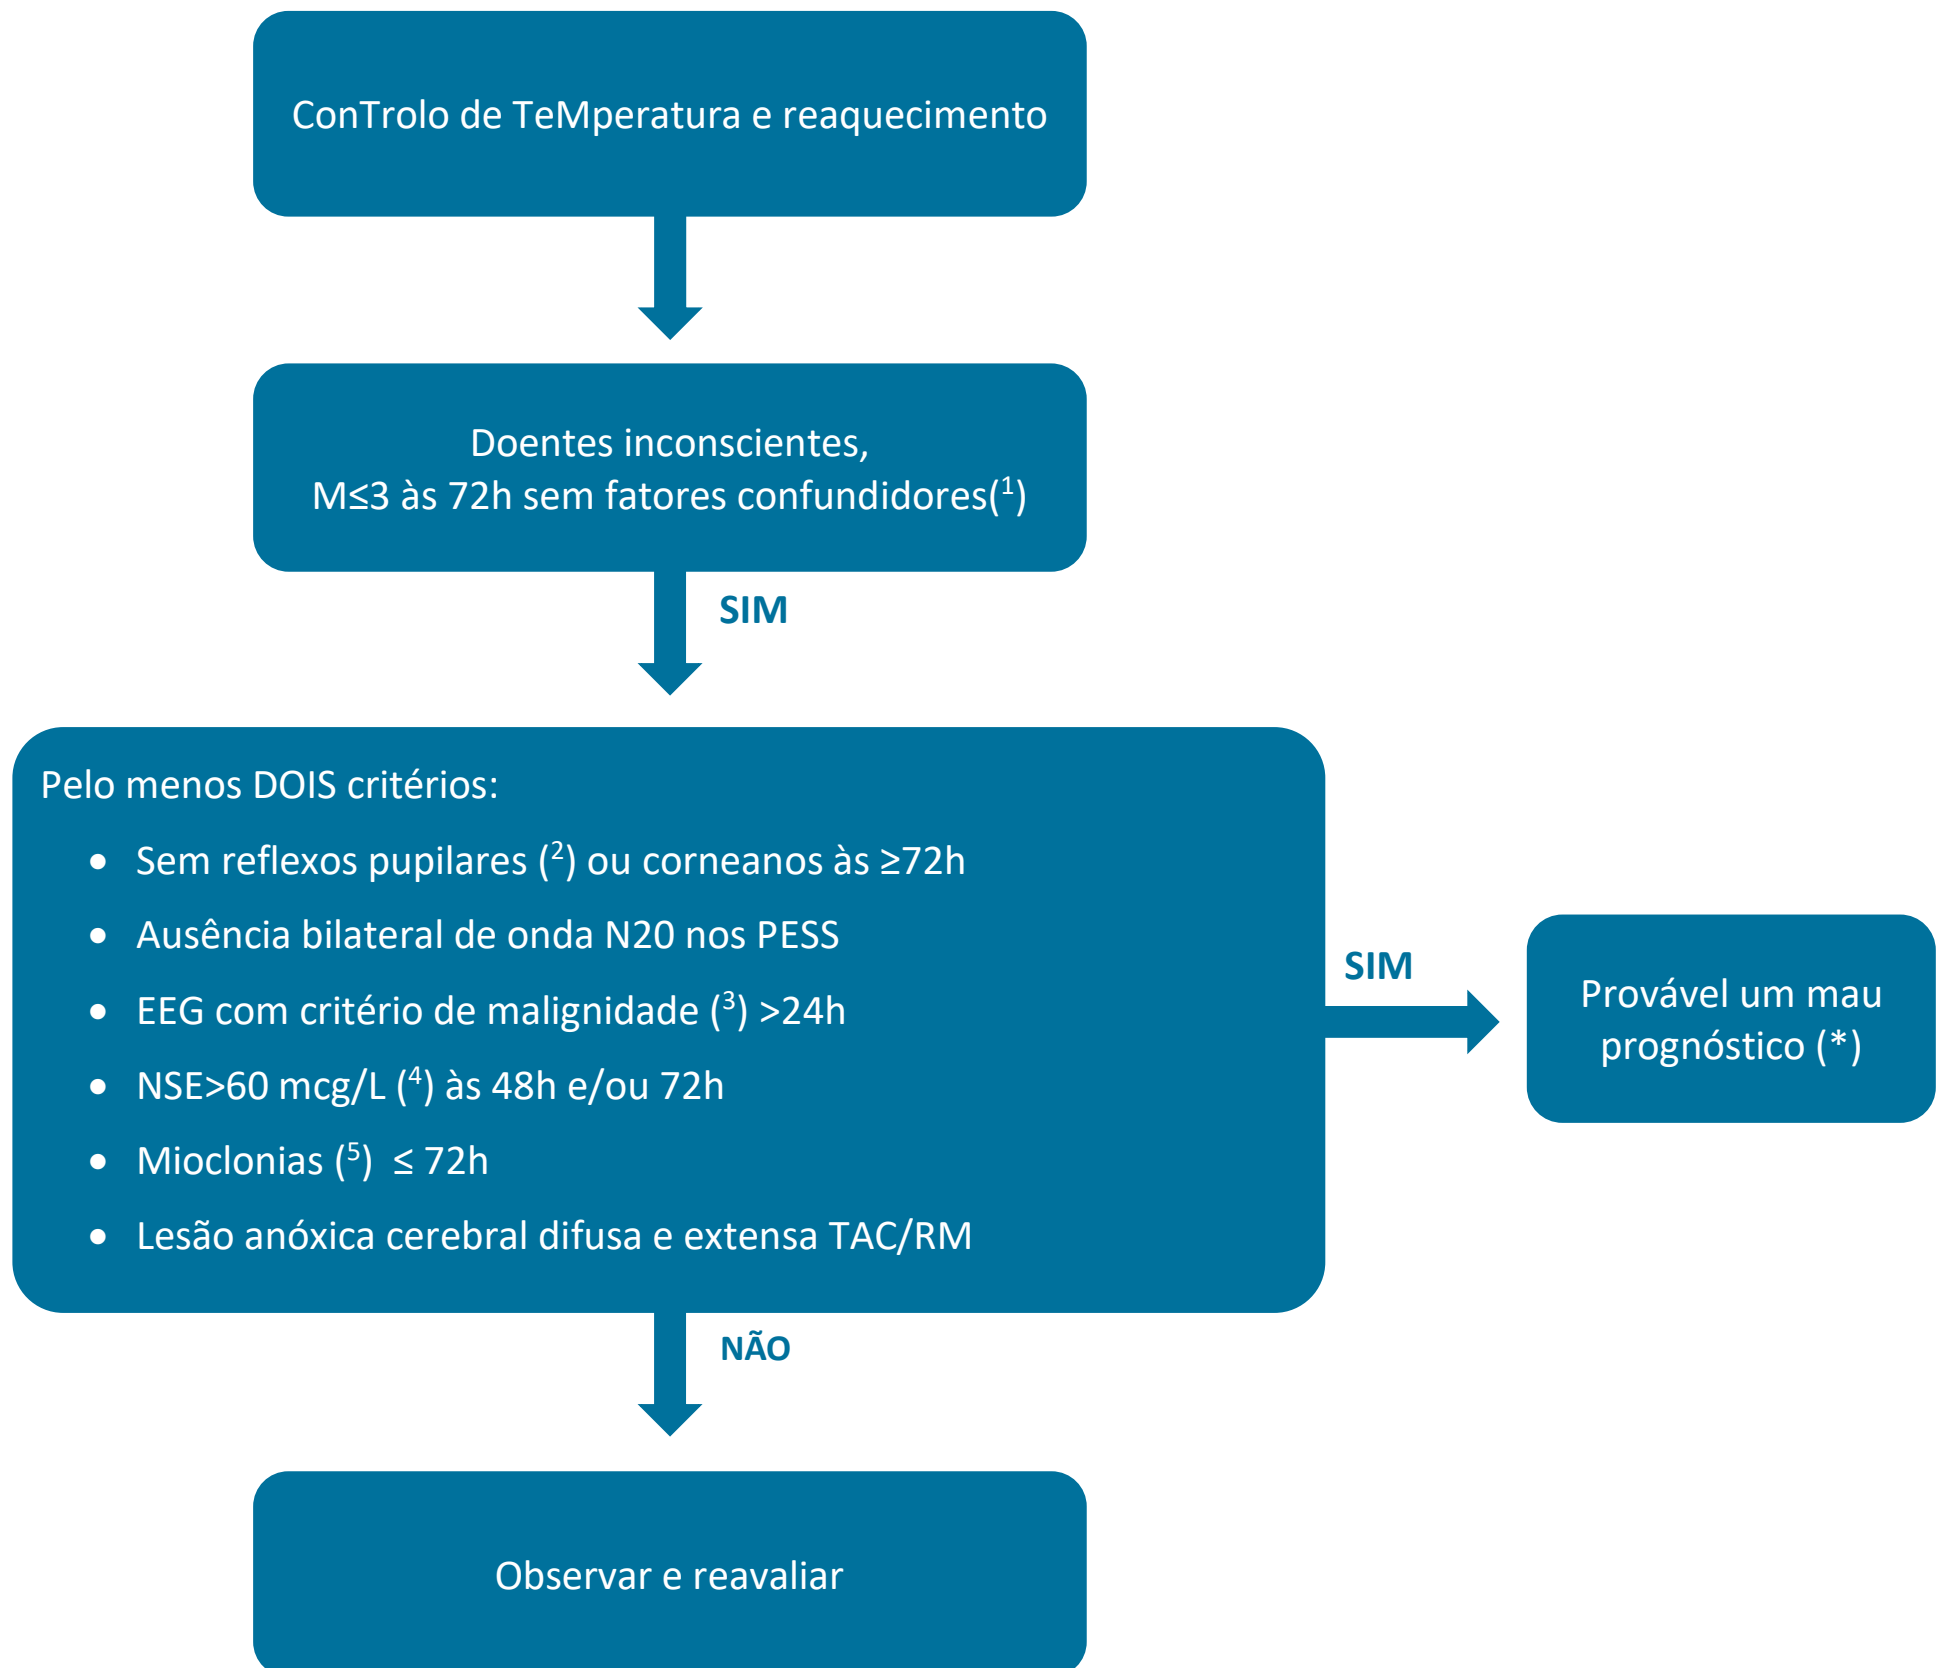 ConTrolo de TeMperatura e reaquecimento
Doentes inconscientes,
M≤3 às 72h sem fatores confundidores(¹)
SIM
Pelo menos DOIS critérios:
• Sem reflexos pupilares (²) ou corneanos às ≥72h
• Ausência bilateral de onda N20 nos PESS
• EEG com critério de malignidade (³) >24h
• NSE>60 mcg/L (⁴) às 48h e/ou 72h
• Mioclonias (⁵) ≤ 72h
• Lesão anóxica cerebral difusa e extensa TAC/RM
SIM
Provável um mau
prognóstico (*)
NÃO
Observar e reavaliar